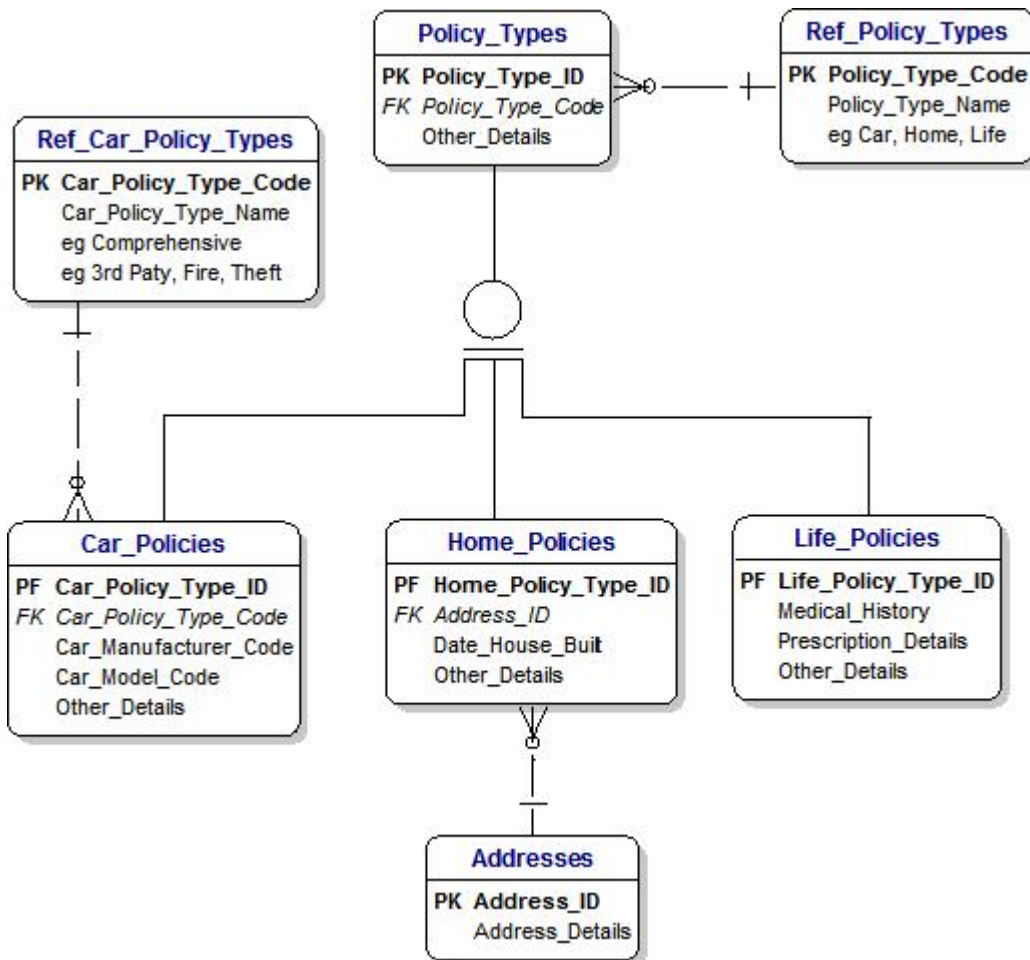 Policy_Types
PK Policy_Type_ID
FK Policy_Type_Code
Other_Details
Ref_Policy_Types
PK Policy_Type_Code
Policy_Type_Name
eg Car, Home, Life
Ref_Car_Policy_Types
PK Car_Policy_Type_Code
Car_Policy_Type_Name
eg Comprehensive
eg 3rd Paty, Fire, Theft
Car_Policies
PF Car_Policy_Type_ID
FK Car_Policy_Type_Code
Car_Manufacturer_Code
Car_Model_Code
Other_Details
Home_Policies
PF Home_Policy_Type_ID
FK Address_ID
Date_House_Built
Other_Details
Life_Policies
PF Life_Policy_Type_ID
Medical_History
Prescription_Details
Other_Details
Addresses
PK Address_ID
Address_Details